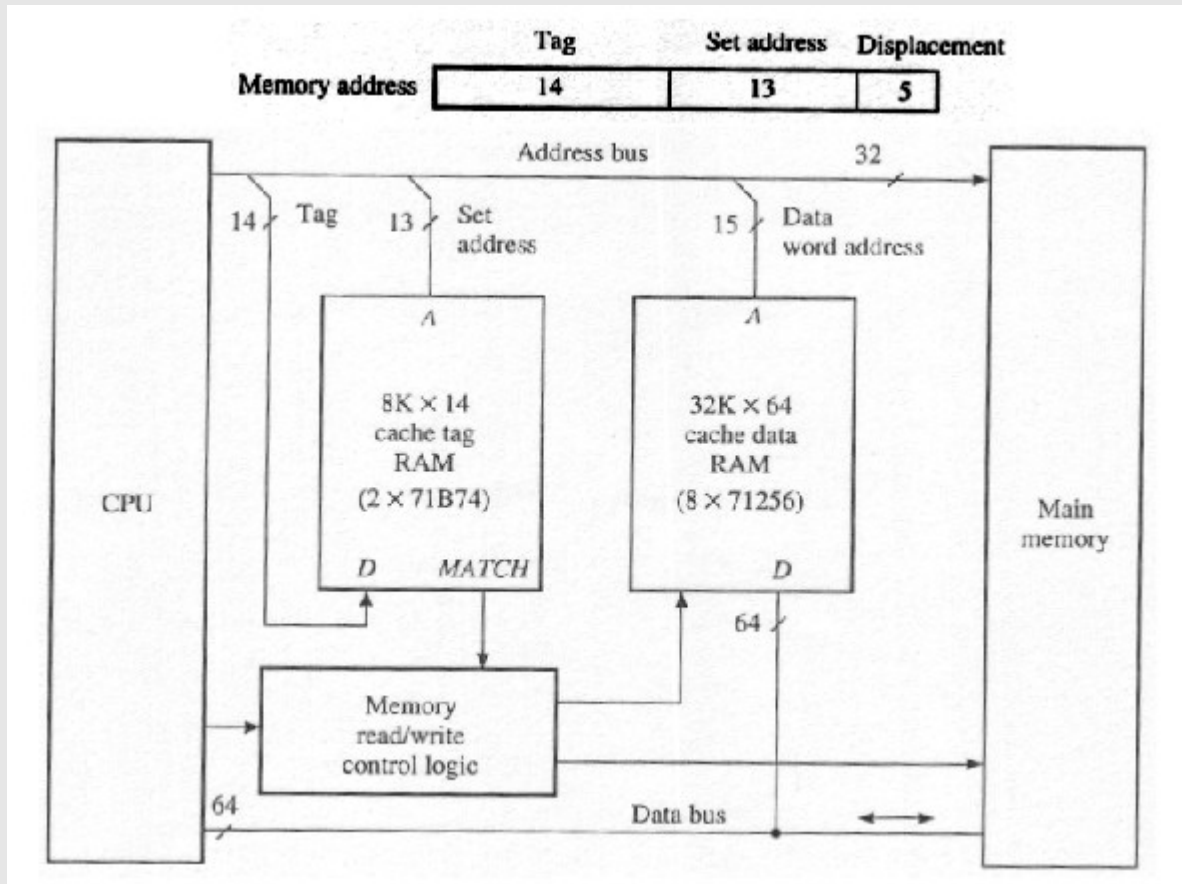 Tag Set address Displacement
Memory address 14 13 5
Address bus 32
14 Tag 13 Set
address
15 Data
word address
A
8K × 14
cache tag
RAM
(2 × 71B74)
D MATCH
A
32K × 64
cache data
RAM
(8 × 71256)
D
64
CPU
Main
memory
Memory
read/write
control logic
64
Data bus